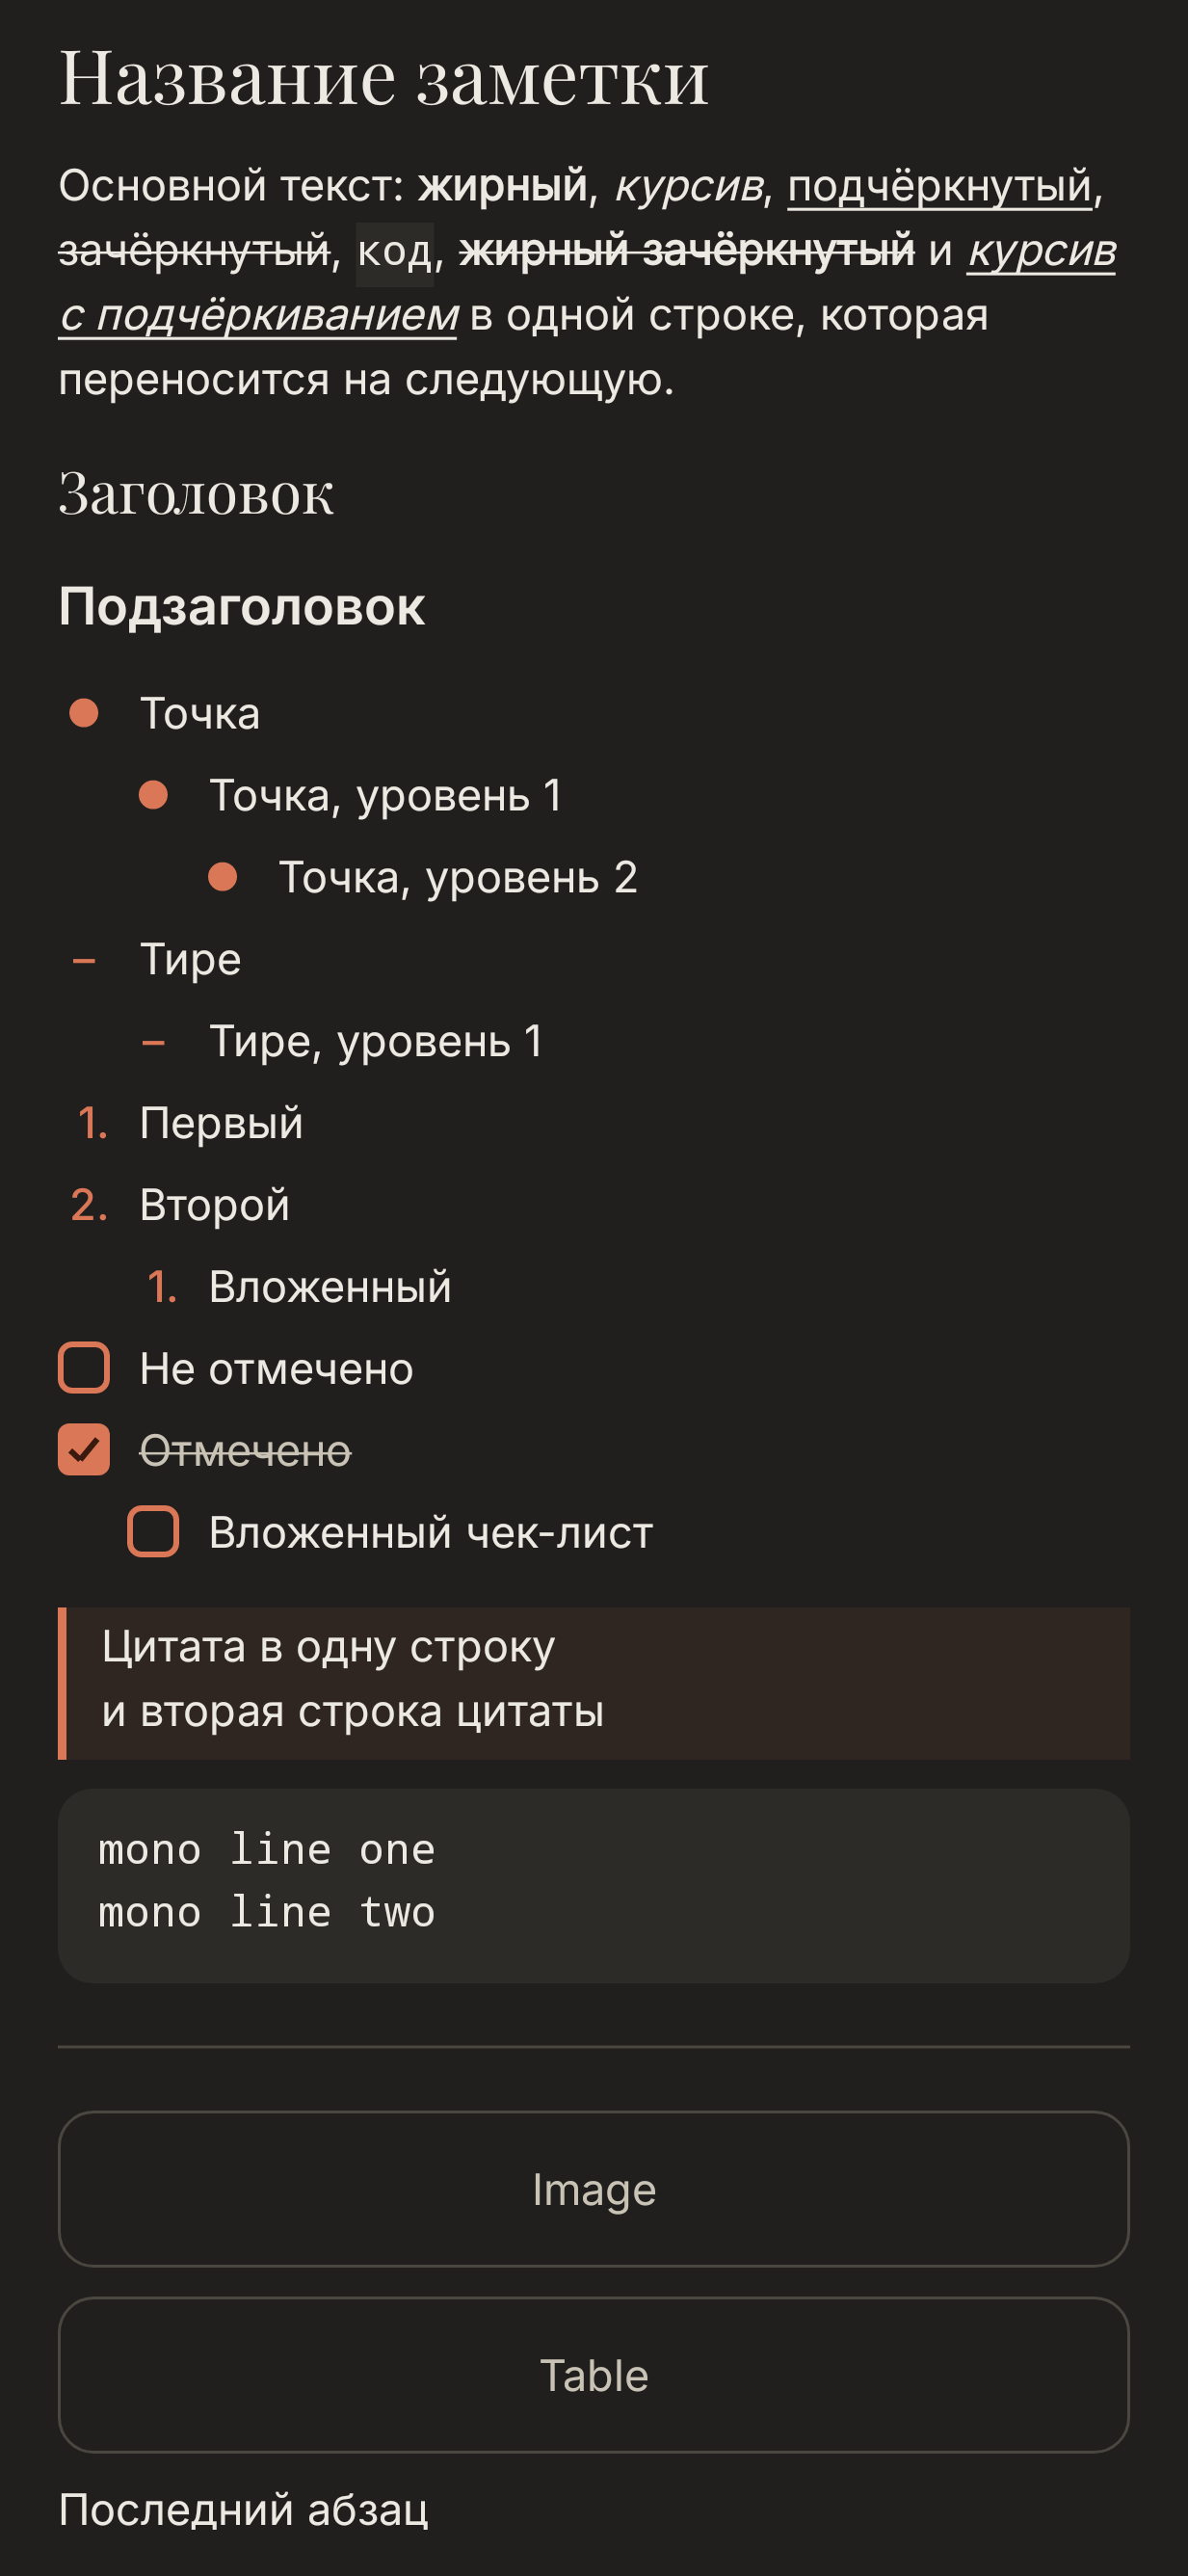 Название заметки
Основной текст: жирный, курсив, подчёркнутый,
зачёркнутый, код, жирный зачёркнутый и курсив
с подчёркиванием в одной строке, которая
переносится на следующую.
Заголовок
Подзаголовок
Точка
Точка, уровень 1
Точка, уровень 2
– Тире
– Тире, уровень 1
1. Первый
2. Второй
1. Вложенный
Не отмечено
Отмечено
Вложенный чек-лист
Цитата в одну строку
и вторая строка цитаты
mono line one
mono line two
Image
Table
Последний абзац